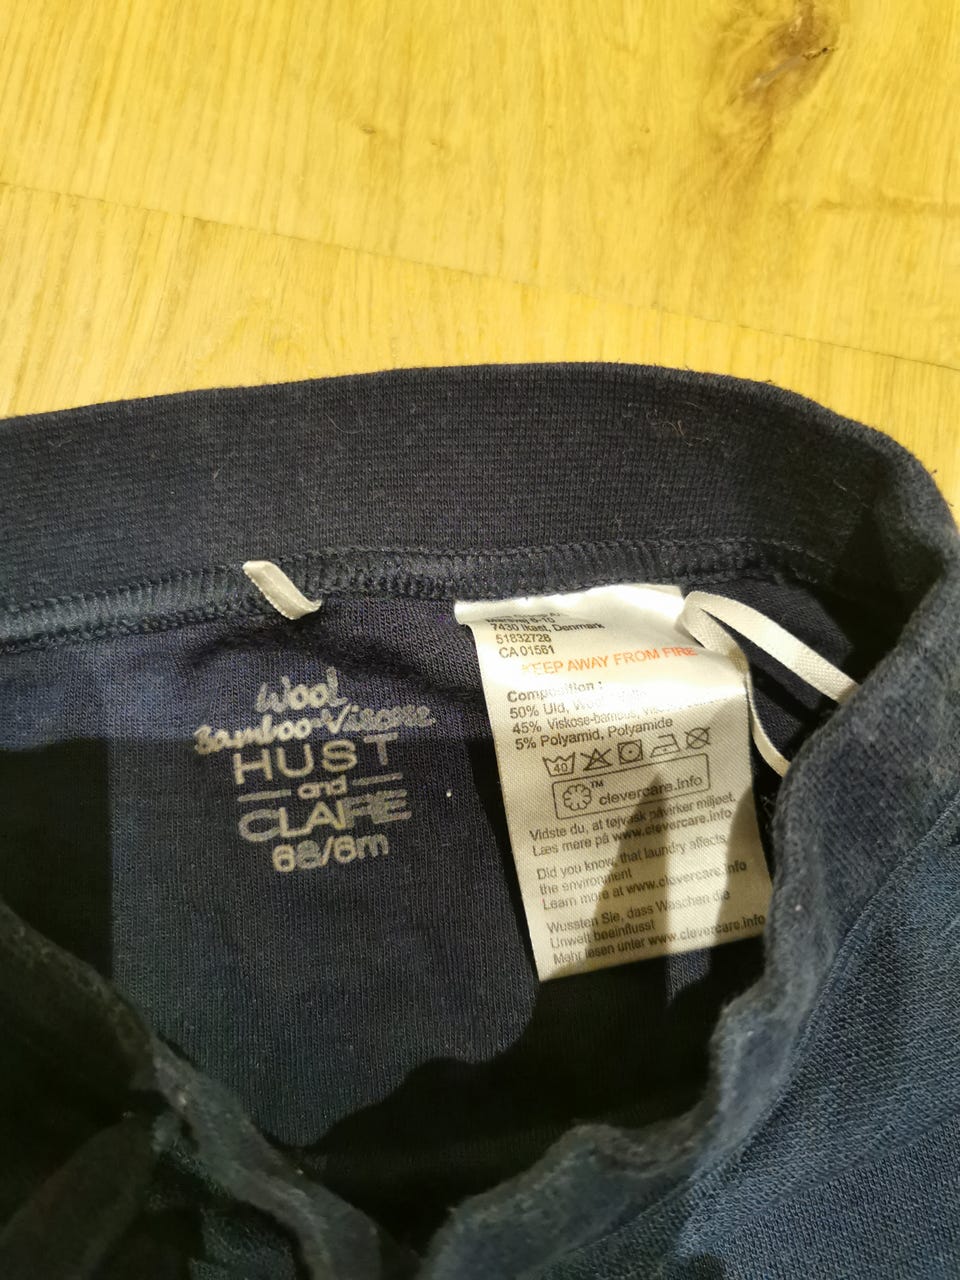 Wool
Bamboo-Viscose
HUST
and
CLAIRE
68/6m
7430 Ikast, Denmark
51832728
CA 01581
KEEP AWAY FROM FIRE
Composition :
50% Uld,
45% Viskose-bambus,
5% Polyamid, Polyamide
40
TM clevercare.info
Vidste du, at tøjvask påvirker miljøet.
Læs mere på www.clevercare.info
Did you know, that laundry affects
the environment
Learn more at www.clevercare.info
Wussten Sie, dass Waschen die
Umwelt beeinflusst
Mehr lesen unter www.clevercare.info